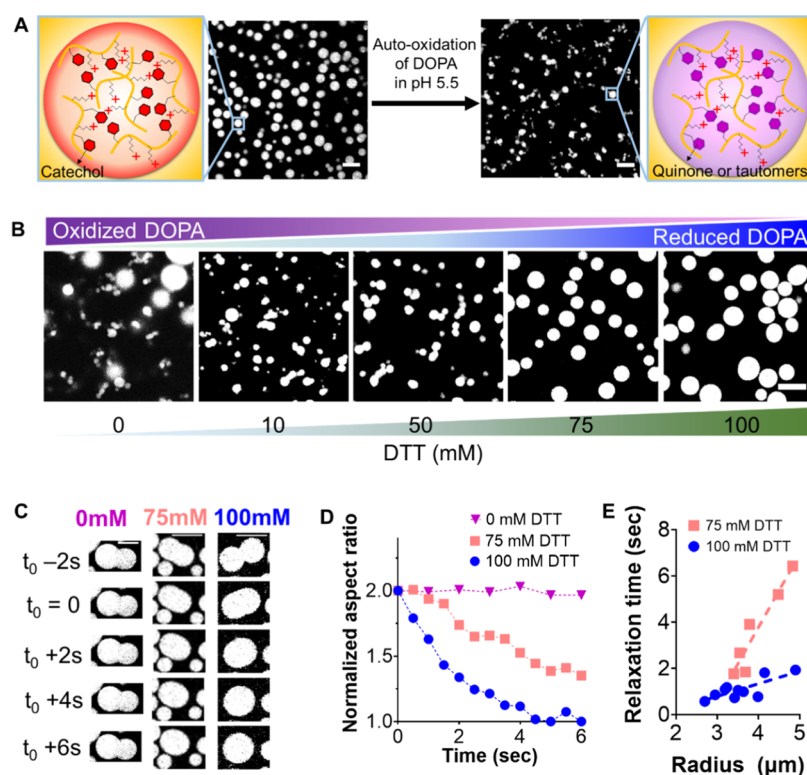 A
Auto-oxidation
of DOPA
in pH 5.5
Catechol
Quinone or tautomers
B
Oxidized DOPA
Reduced DOPA
0 10 50 75 100
DTT (mM)
C
0mM 75mM 100mM
t0 –2s
t0 = 0
t0 +2s
t0 +4s
t0 +6s
D
0 mM DTT
75 mM DTT
100 mM DTT
Normalized aspect ratio
2.0
1.5
1.0
0 2 4 6
Time (sec)
E
75 mM DTT
100 mM DTT
Relaxation time (sec)
8
6
4
2
0
2 3 4 5
Radius (μm)